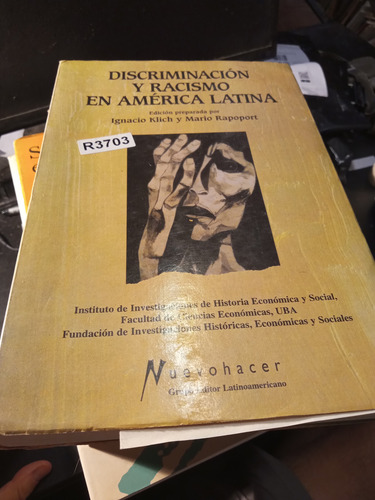 DISCRIMINACIÓN
Y RACISMO
EN AMÉRICA LATINA
Edición preparada por
Ignacio Klich y Mario Rapoport
R3703
Instituto de Investigaciones de Historia Económica y Social,
Facultad de Ciencias Económicas, UBA
Fundación de Investigaciones Históricas, Económicas y Sociales
Nuevohacer
Grupo Editor Latinoamericano